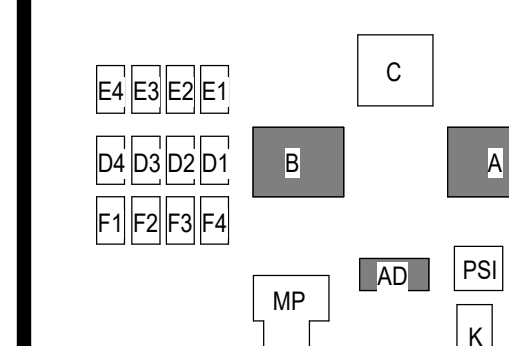 C
E4 E3 E2 E1
D4 D3 D2 D1
B
A
F1 F2 F3 F4
AD
PSI
MP
K